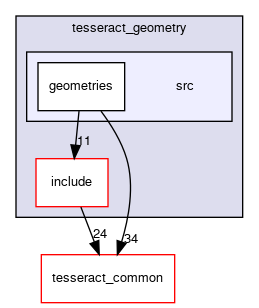 tesseract_geometry
geometries
src
11
include
24
34
tesseract_common